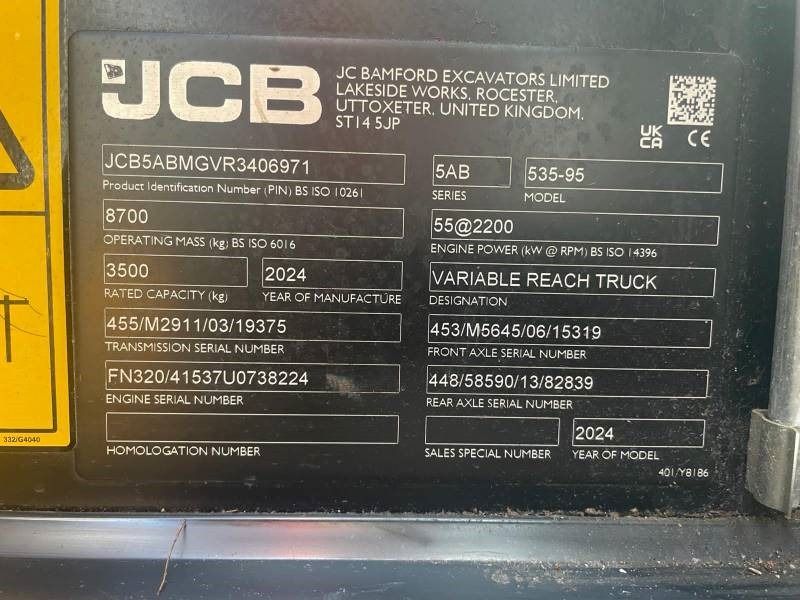 JCB
JC BAMFORD EXCAVATORS LIMITED
LAKESIDE WORKS, ROCESTER,
UTTOXETER, UNITED KINGDOM,
ST14 5JP
UK
CA
CE
JCB5ABMGVR3406971
Product Identification Number (PIN) BS ISO 10261
5AB
SERIES
535-95
MODEL
8700
OPERATING MASS (kg) BS ISO 6016
55@2200
ENGINE POWER (kW @ RPM) BS ISO 14396
3500
RATED CAPACITY (kg)
2024
YEAR OF MANUFACTURE
VARIABLE REACH TRUCK
DESIGNATION
455/M2911/03/19375
TRANSMISSION SERIAL NUMBER
453/M5645/06/15319
FRONT AXLE SERIAL NUMBER
FN320/41537U0738224
ENGINE SERIAL NUMBER
448/58590/13/82839
REAR AXLE SERIAL NUMBER
HOMOLOGATION NUMBER
SALES SPECIAL NUMBER
2024
YEAR OF MODEL
401/Y8186
332/G4040